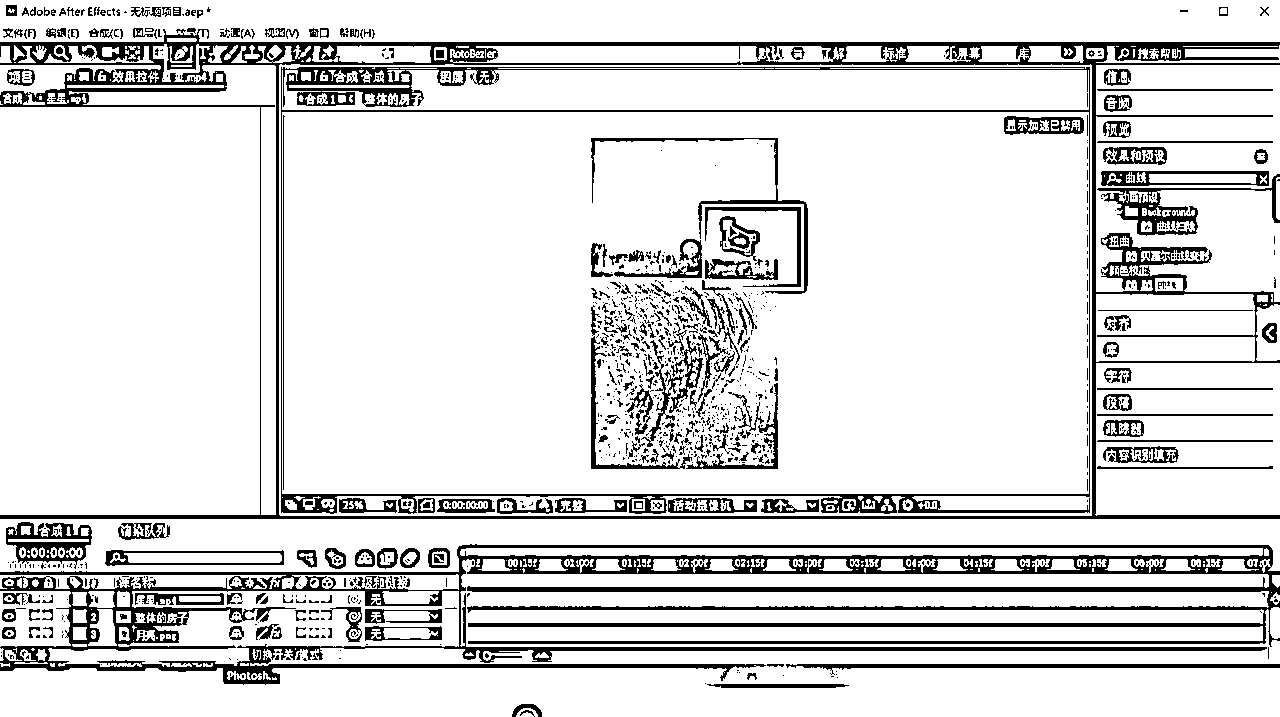 Adobe After Effects - 无标题项目.aep *
文件(F) 编辑(E) 合成(C) 图层(L) 效果(T) 动画(A) 视图(V) 窗口 帮助(H)
RotoBezier 默认 了解 标准 小屏幕 库 搜索帮助
项目 效果控件 星星.mp4 合成 合成 1 图层 (无) 信息
合成 1 星星.mp4 合成 1 整体的房子
音频
显示加速已禁用 预览
效果和预设
曲线
动画预设
Backgrounds
曲线
扭曲
贝塞尔曲线变形
颜色校正
曲线
对齐
库
字符
段落
跟踪器
内容识别填充
25% 0:00:00:00 完整 活动摄像机 1个... +0.0
合成 1 渲染队列
0:00:00:00
00:15f 01:00f 01:15f 02:00f 02:15f 03:00f 03:15f 04:00f 04:15f 05:00f 05:15f 06:00f 06:15f 07:0
源名称 父级和链接
1 星星.mp4 无
2 整体的房子 无
3 月亮.png 无
切换开关/模式
Photosh...